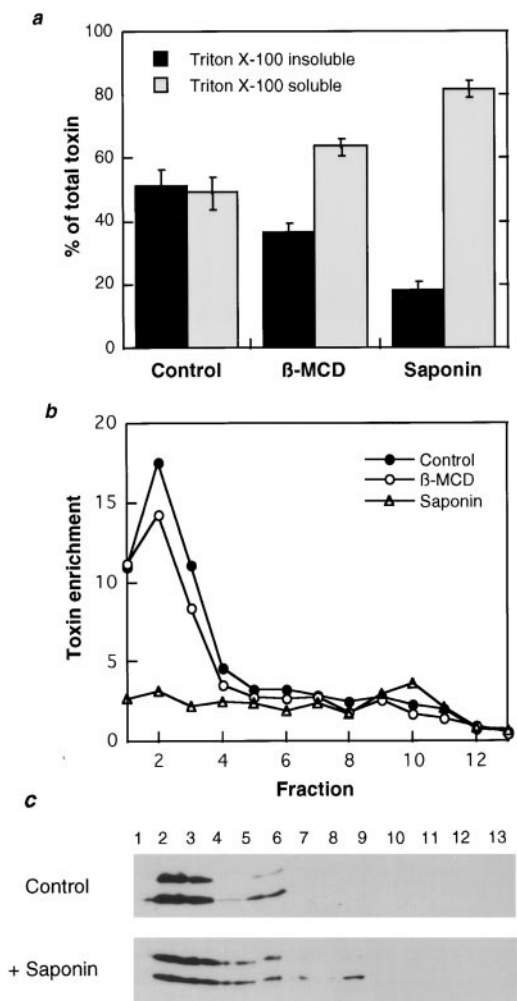 a
100
80
60
40
20
0
% of total toxin
Triton X-100 insoluble
Triton X-100 soluble
Control
ß-MCD
Saponin
b
20
15
10
5
0
Toxin enrichment
Control
ß-MCD
Saponin
2 4 6 8 10 12
Fraction
c
1 2 3 4 5 6 7 8 9 10 11 12 13
Control
+ Saponin